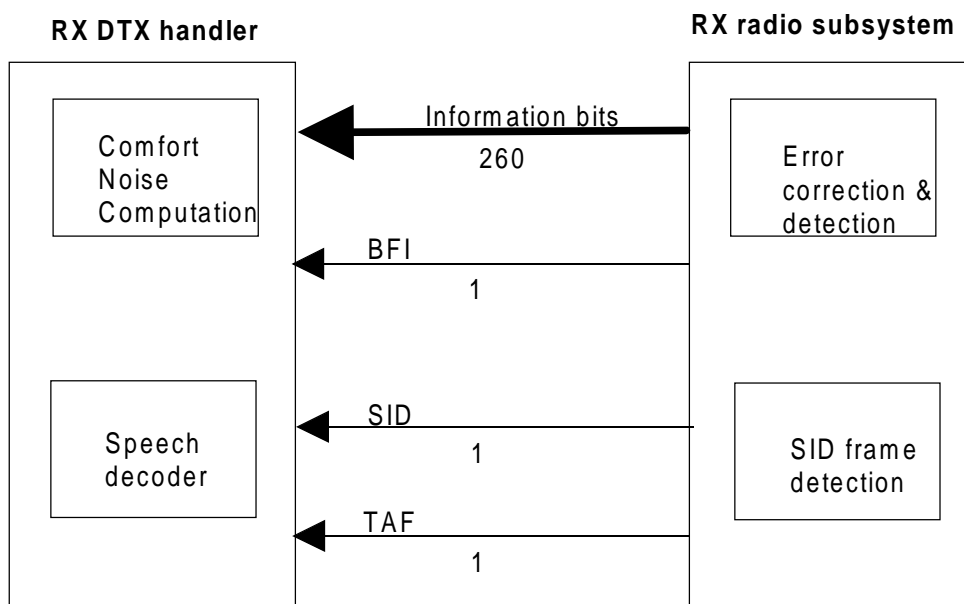 RX DTX handler
RX radio subsystem
Comfort
Noise
Computation
Information bits
260
Error
correction &
detection
BFI
1
Speech
decoder
SID
1
SID frame
detection
TAF
1